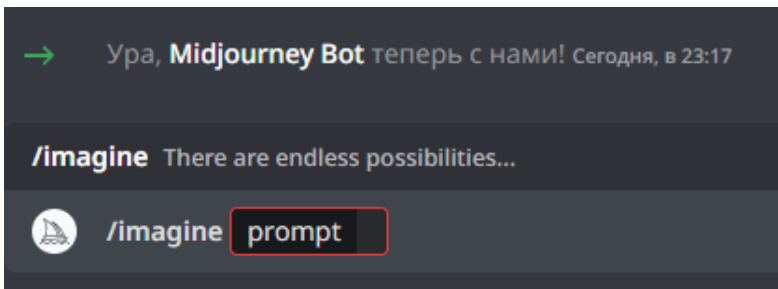 Ура, Midjourney Bot теперь с нами! Сегодня, в 23:17
/imagine There are endless possibilities...
/imagine prompt